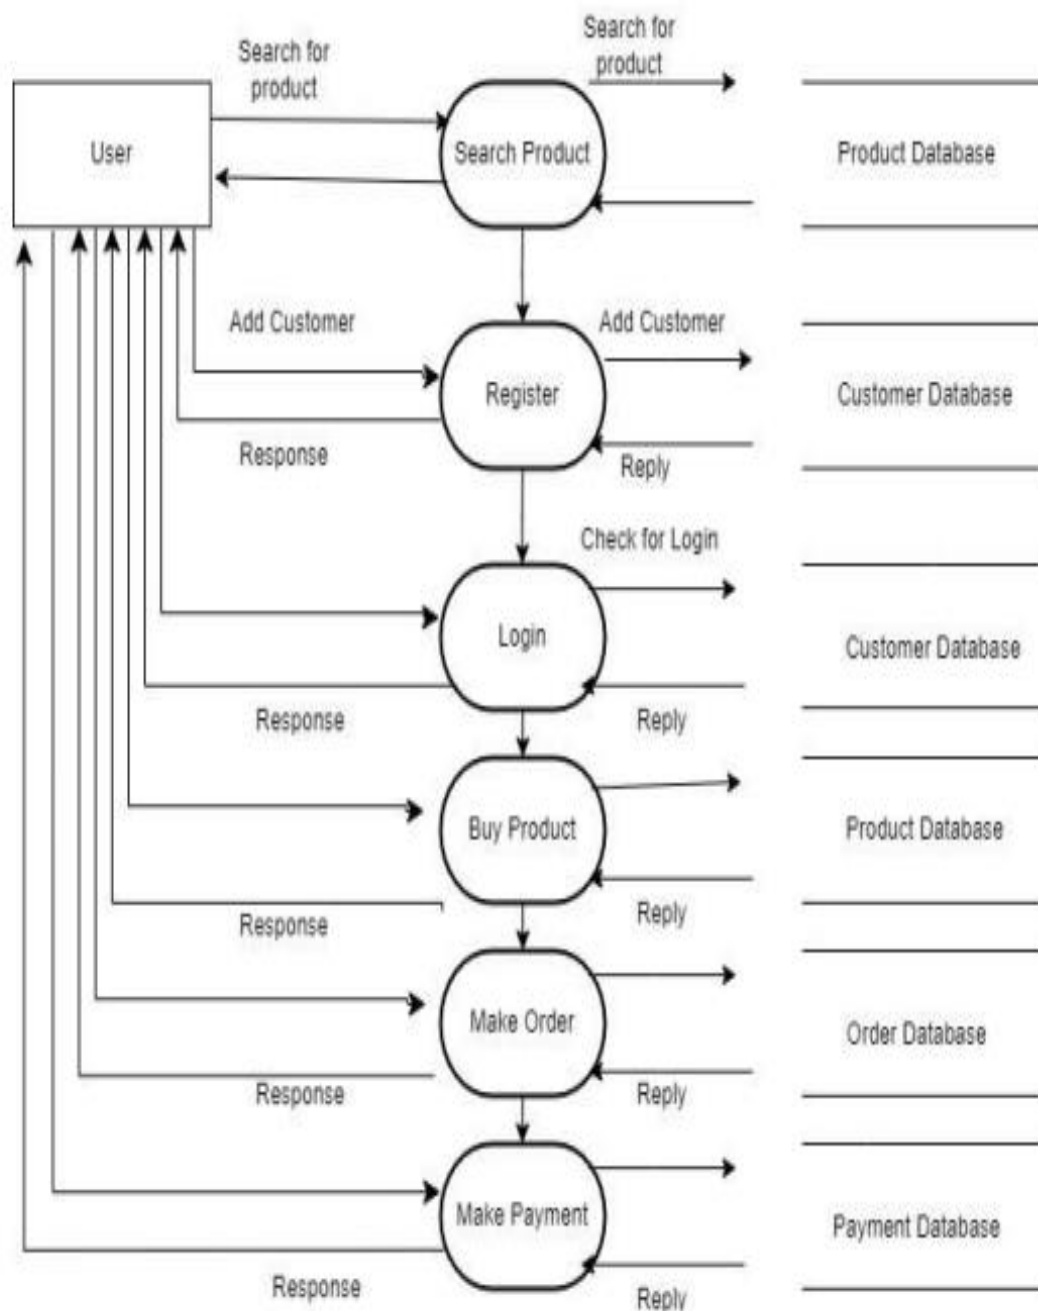 Search for
product
Search for
product
User
Search Product
Product Database
Add Customer
Add Customer
Register
Customer Database
Response
Reply
Check for Login
Login
Customer Database
Response
Reply
Buy Product
Product Database
Response
Reply
Make Order
Order Database
Response
Reply
Make Payment
Payment Database
Response
Reply